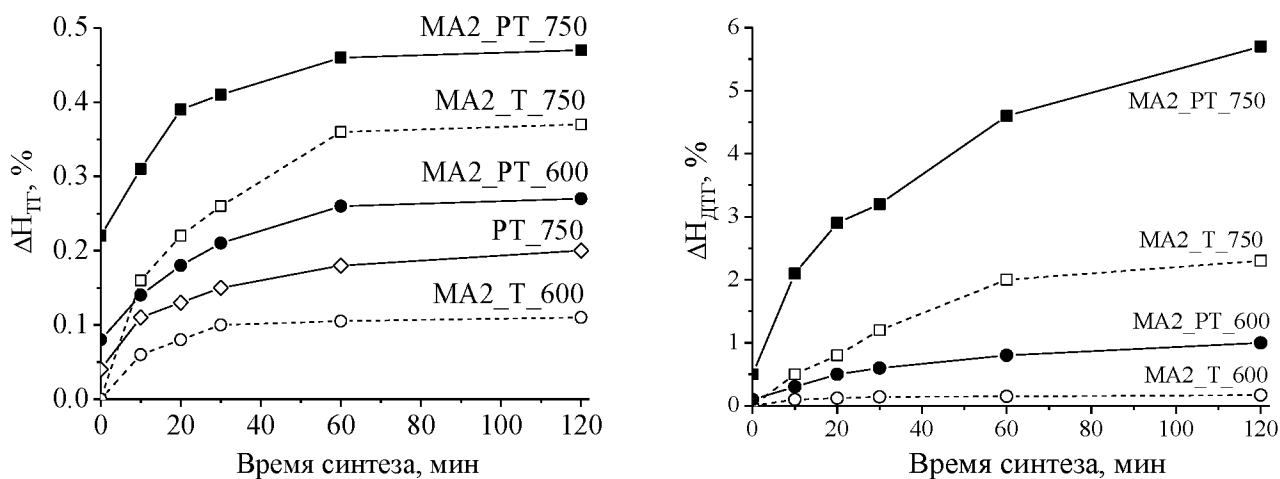 ΔН_ТГ, %
0.5
0.4
0.3
0.2
0.1
0.0
MA2_PT_750
MA2_T_750
MA2_PT_600
PT_750
MA2_T_600
0 20 40 60 80 100 120
Время синтеза, мин
ΔН_ДТГ, %
6
5
4
3
2
1
0
MA2_PT_750
MA2_T_750
MA2_PT_600
MA2_T_600
0 20 40 60 80 100 120
Время синтеза, мин